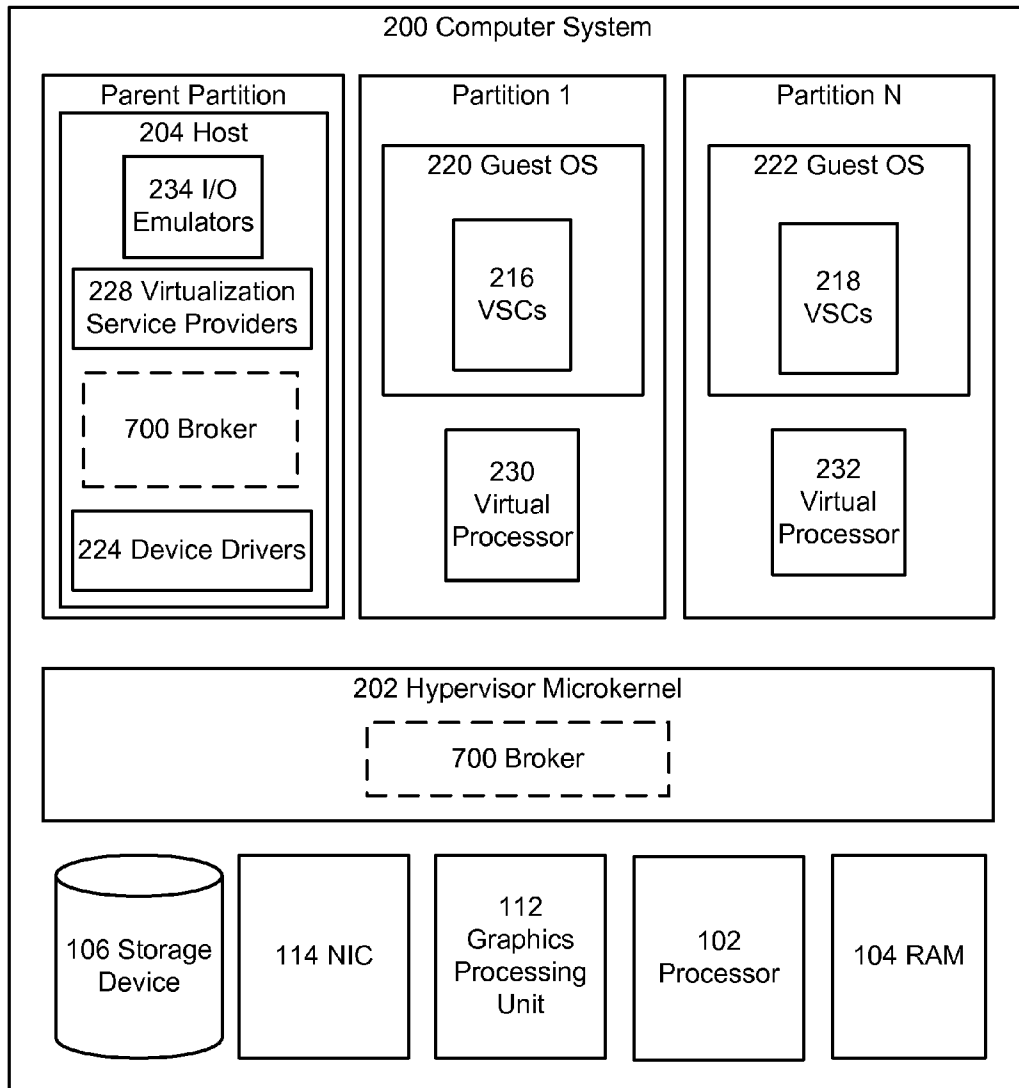 200 Computer System
Parent Partition
204 Host
234 I/O
Emulators
228 Virtualization
Service Providers
700 Broker
224 Device Drivers
Partition 1
220 Guest OS
216
VSCs
230
Virtual
Processor
Partition N
222 Guest OS
218
VSCs
232
Virtual
Processor
202 Hypervisor Microkernel
700 Broker
106 Storage
Device
114 NIC
112
Graphics
Processing
Unit
102
Processor
104 RAM